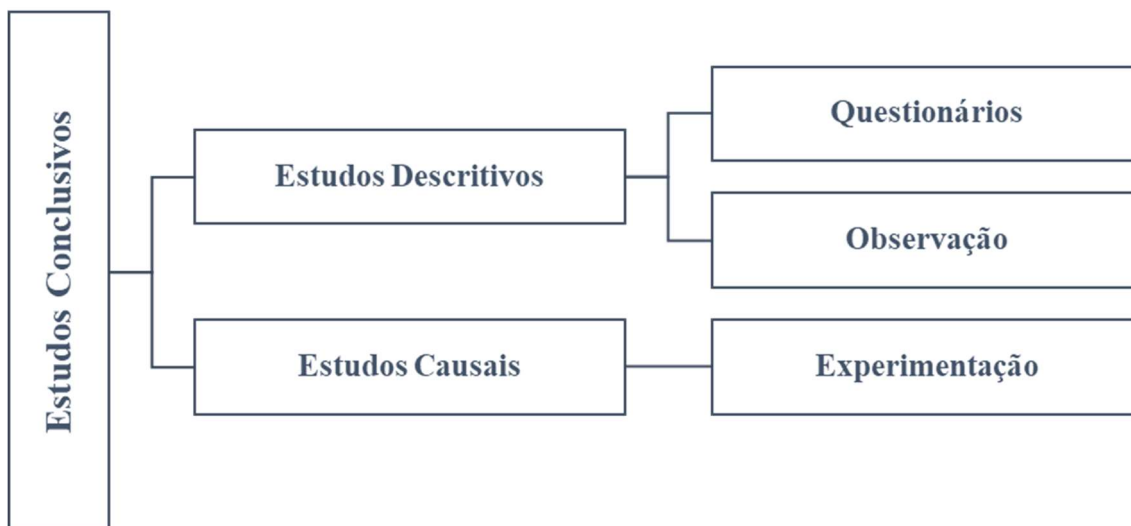 Estudos Conclusivos
Estudos Descritivos
Questionários
Observação
Estudos Causais
Experimentação